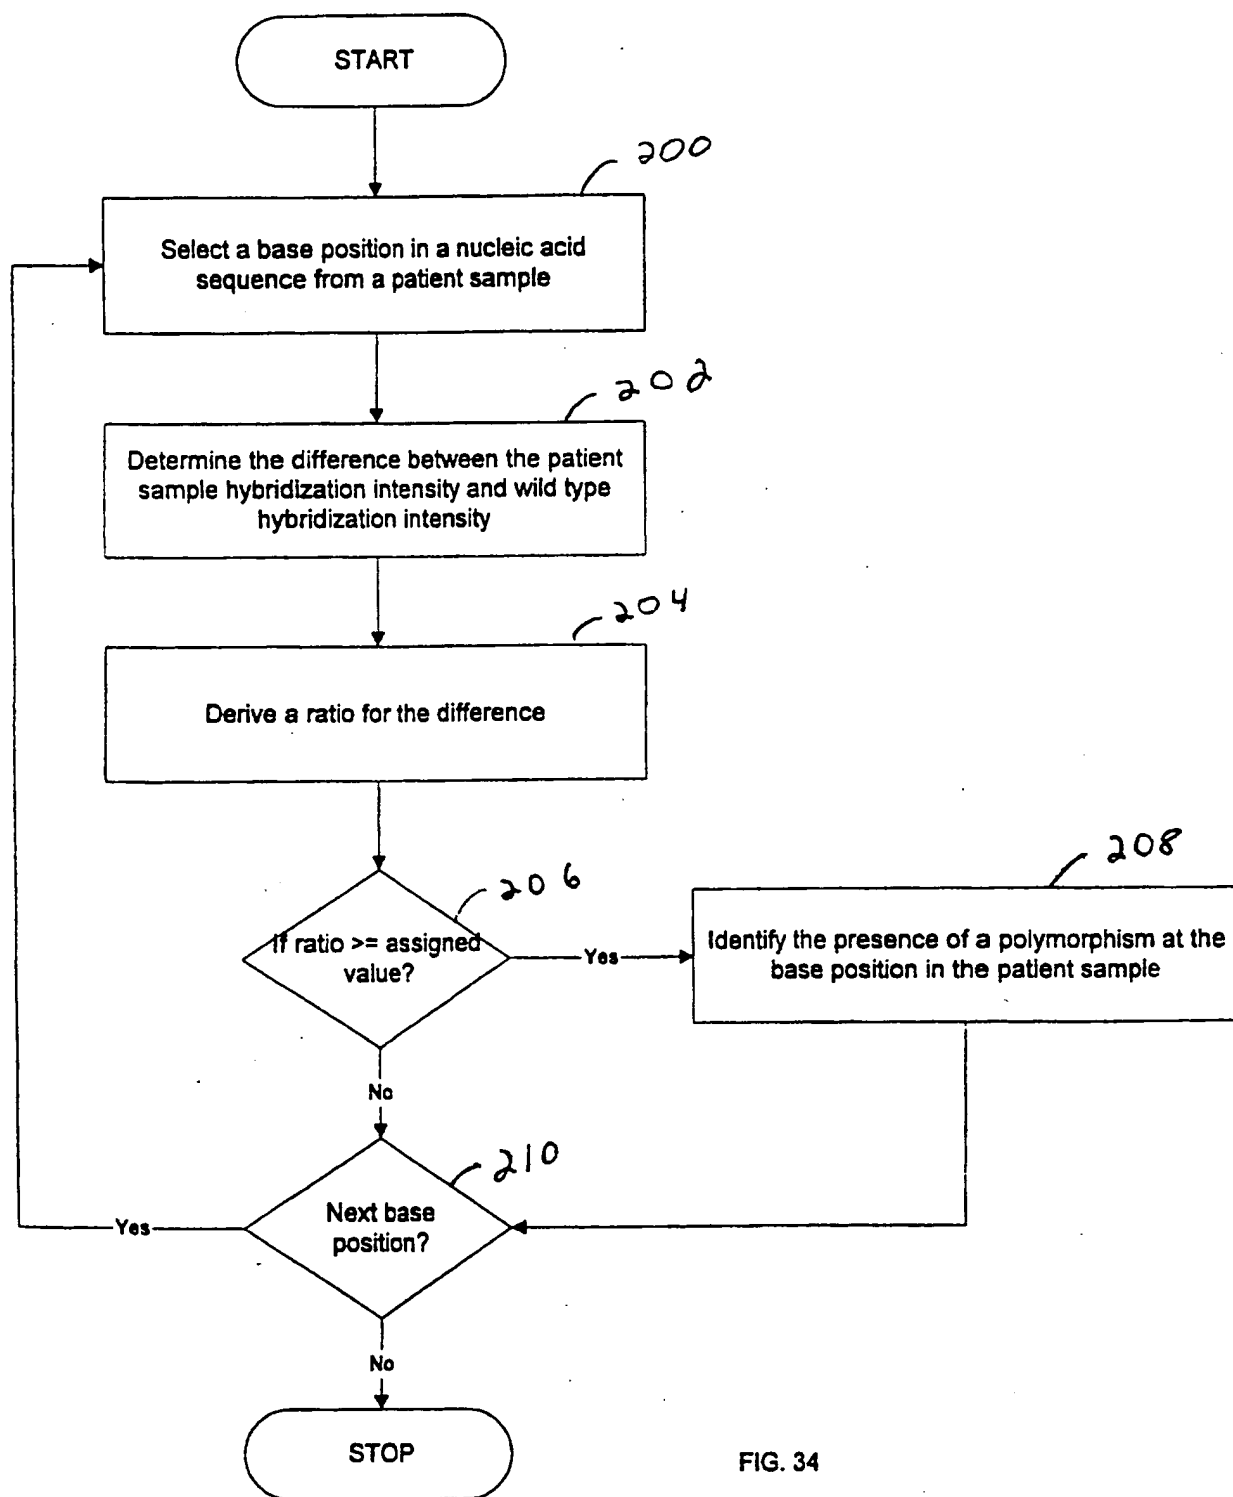 START
200
Select a base position in a nucleic acid
sequence from a patient sample
202
Determine the difference between the patient
sample hybridization intensity and wild type
hybridization intensity
204
Derive a ratio for the difference
206
If ratio >= assigned
value?
Yes
208
Identify the presence of a polymorphism at the
base position in the patient sample
No
210
Next base
position?
Yes
No
STOP
FIG. 34